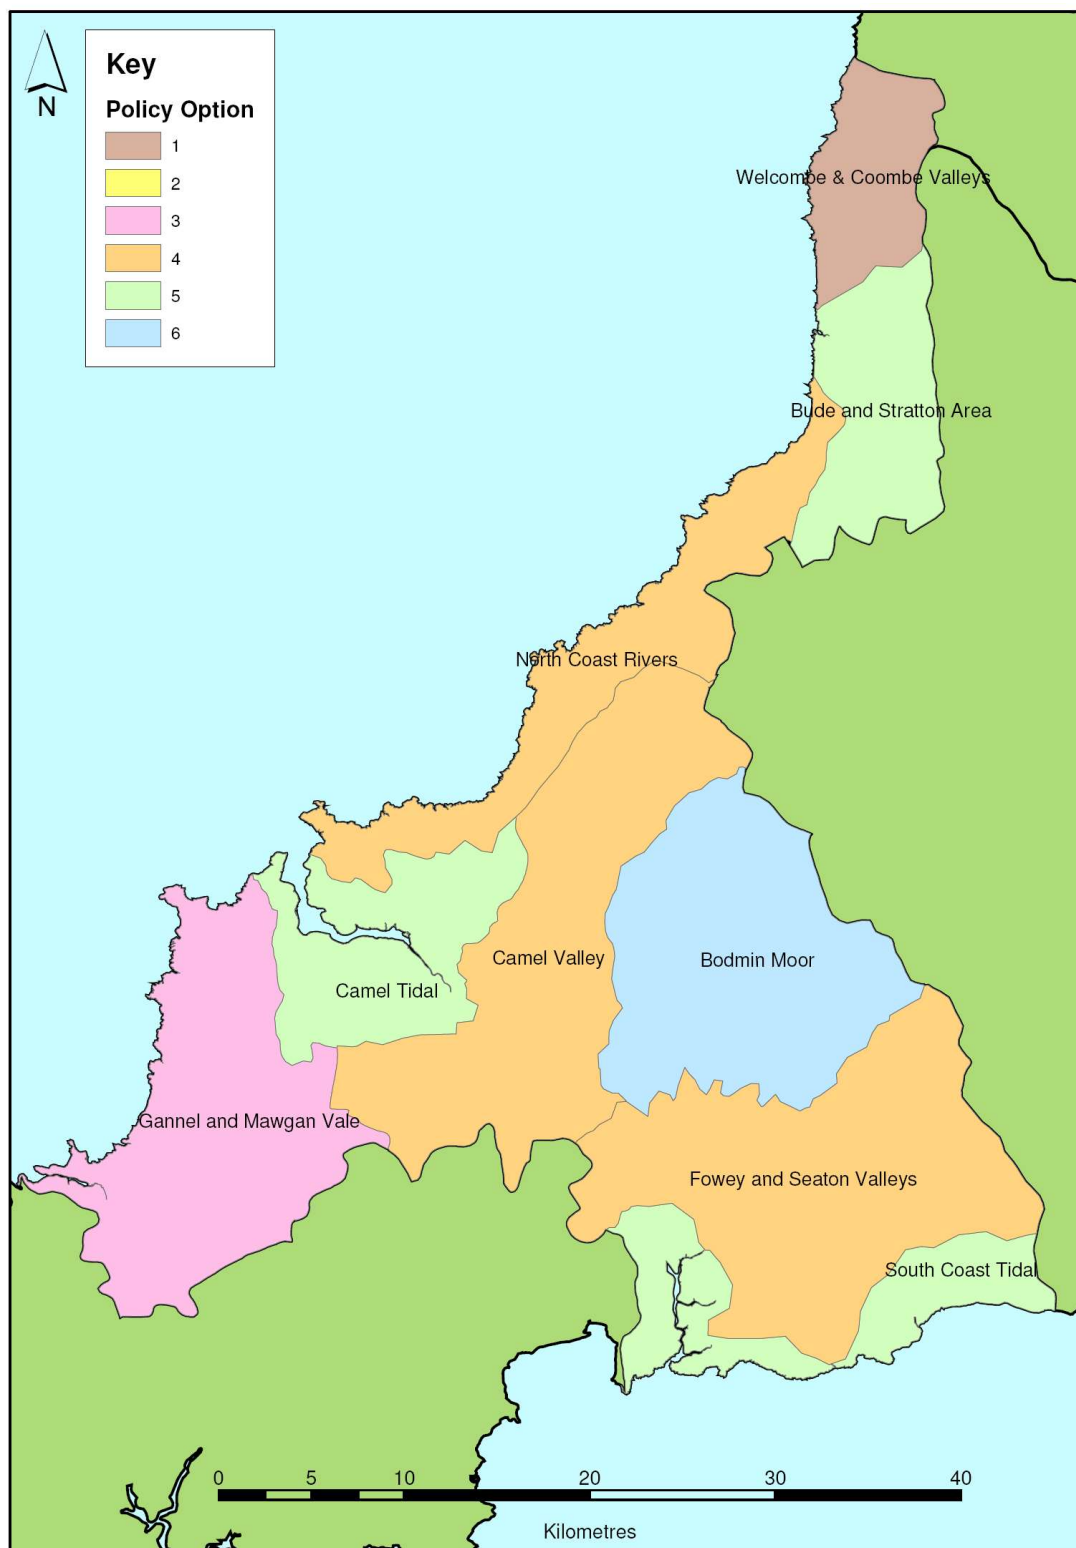 N
Key
Policy Option
1
2
3
4
5
6
Welcombe & Coombe Valleys
Bude and Stratton Area
North Coast Rivers
Camel Valley
Bodmin Moor
Camel Tidal
Gannel and Mawgan Vale
Fowey and Seaton Valleys
South Coast Tidal
0 5 10 20 30 40
Kilometres